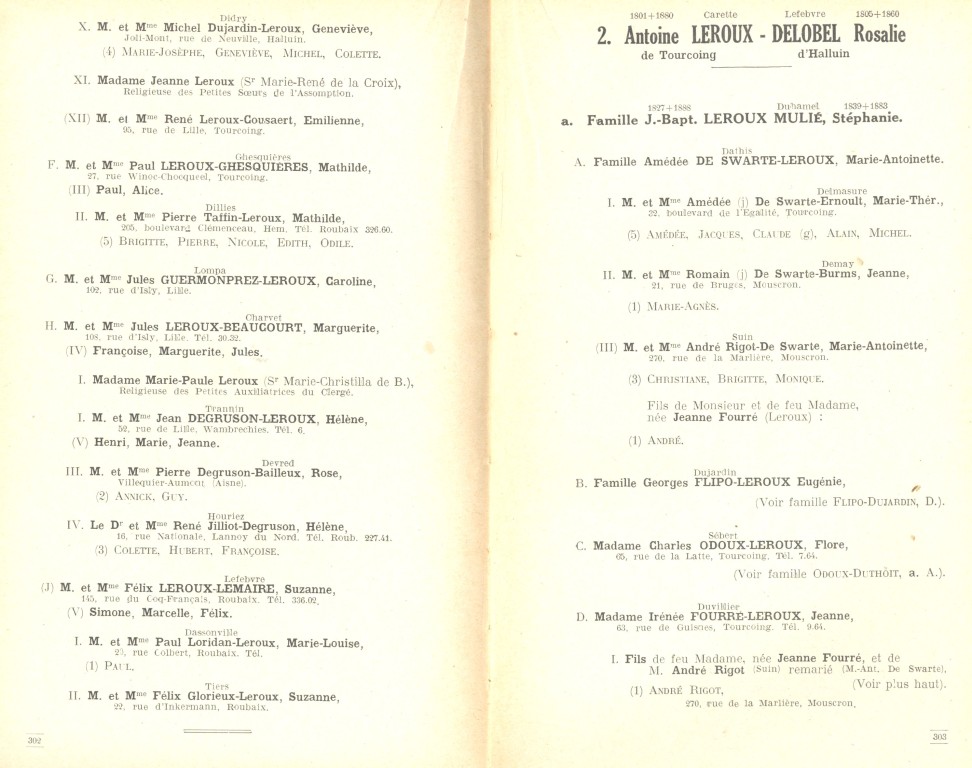 Didry
X. M. et Mme Michel Dujardin-Leroux, Geneviève,
Joli-Mont, rue de Neuville, Halluin.
(4) MARIE-JOSÈPHE, GENEVIÈVE, MICHEL, COLETTE.
XI. Madame Jeanne Leroux (Sr Marie-René de la Croix),
Religieuse des Petites Sœurs de l'Assomption.
(XII) M. et Mme René Leroux-Cousaert, Emilienne,
95, rue de Lille, Tourcoing.
Ghesquières
F. M. et Mme Paul LEROUX-GHESQUIERES, Mathilde,
27, rue Winoc-Chocqueel, Tourcoing.
(III) Paul, Alice.
Dillies
II. M. et Mme Pierre Taffin-Leroux, Mathilde,
205, boulevard Clémenceau, Hem. Tél. Roubaix 326.60.
(5) BRIGITTE, PIERRE, NICOLE, EDITH, ODILE.
Lompa
G. M. et Mme Jules GUERMONPREZ-LEROUX, Caroline,
102, rue d'Isly, Lille.
Charvet
H. M. et Mme Jules LEROUX-BEAUCOURT, Marguerite,
108, rue d'Isly, Lille. Tél. 30.32.
(IV) Françoise, Marguerite, Jules.
I. Madame Marie-Paule Leroux (Sr Marie-Christilla de B.),
Religieuse des Petites Auxiliatrices du Clergé.
Trannin
I. M. et Mme Jean DEGRUSON-LEROUX, Hélène,
52, rue de Lille, Wambrechies. Tél. 6.
(V) Henri, Marie, Jeanne.
Devred
III. M. et Mme Pierre Degruson-Bailleux, Rose,
Villequier-Aumont (Aisne).
(2) ANNICK, GUY.
Houriez
IV. Le Dr et Mme René Jilliot-Degruson, Hélène,
16, rue Nationale, Lannoy du Nord. Tél. Roub. 227.41.
(3) COLETTE, HUBERT, FRANÇOISE.
Lefebvre
(J) M. et Mme Félix LEROUX-LEMAIRE, Suzanne,
145, rue du Coq-Français, Roubaix. Tél. 336.02.
(V) Simone, Marcelle, Félix.
Dassonville
I. M. et Mme Paul Loridan-Leroux, Marie-Louise,
23, rue Colbert, Roubaix. Tél.
(1) PAUL.
Tiers
II. M. et Mme Félix Glorieux-Leroux, Suzanne,
22, rue d'Inkermann, Roubaix.
302
1801+1880 Carette Lefebvre 1805+1860
2. Antoine LEROUX - DELOBEL Rosalie
de Tourcoing d'Halluin
1827+1888 Duhamel 1839+1883
a. Famille J.-Bapt. LEROUX MULIÉ, Stéphanie.
Dathis
A. Famille Amédée DE SWARTE-LEROUX, Marie-Antoinette.
Delmasure
I. M. et Mme Amédée (j) De Swarte-Ernoult, Marie-Thér.,
32, boulevard de l'Egalité, Tourcoing.
(5) AMÉDÉE, JACQUES, CLAUDE (g), ALAIN, MICHEL.
Demay
II. M. et Mme Romain (j) De Swarte-Burms, Jeanne,
21, rue de Bruges, Mouscron.
(1) MARIE-AGNÈS.
Suin
(III) M. et Mme André Rigot-De Swarte, Marie-Antoinette,
270, rue de la Marlière, Mouscron.
(3) CHRISTIANE, BRIGITTE, MONIQUE.
Fils de Monsieur et de feu Madame,
née Jeanne Fourré (Leroux) :
(1) ANDRÉ.
Dujardin
B. Famille Georges FLIPO-LEROUX Eugénie,
(Voir famille FLIPO-DUJARDIN, D.).
Sébert
C. Madame Charles ODOUX-LEROUX, Flore,
65, rue de la Latte, Tourcoing. Tél. 7.64.
(Voir famille ODOUX-DUTHOIT, a. A.).
Duvillier
D. Madame Irénée FOURRÉ-LEROUX, Jeanne,
63, rue de Guisnes, Tourcoing. Tél. 9.64.
I. Fils de feu Madame, née Jeanne Fourré, et de
M. André Rigot (Suin) remarié (M.-Ant. De Swarte),
(Voir plus haut).
(1) ANDRÉ RIGOT,
270, rue de la Marlière, Mouscron.
303